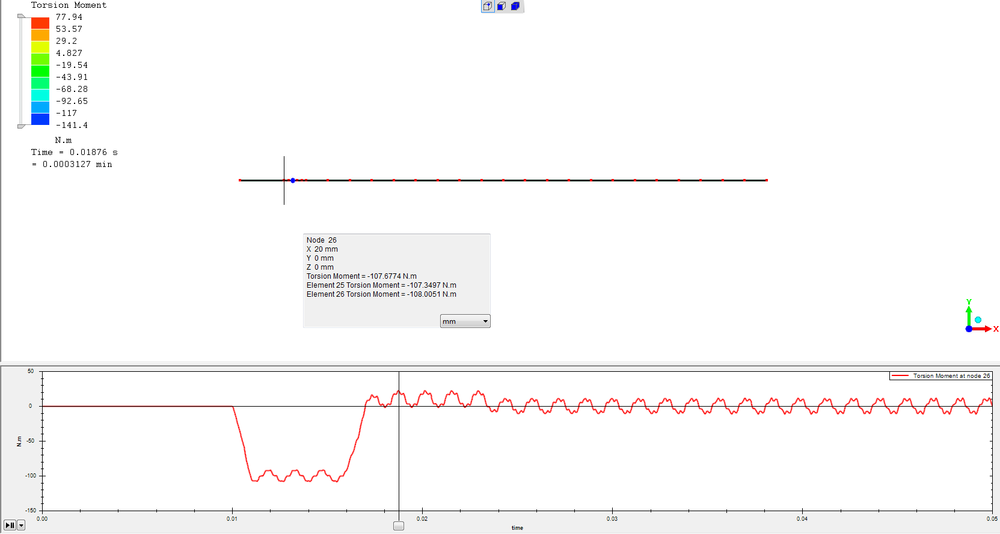 Torsion Moment
77.94
53.57
29.2
4.827
-19.54
-43.91
-68.28
-92.65
-117
-141.4
N.m
Time = 0.01876 s
= 0.0003127 min
Node 26
X 20 mm
Y 0 mm
Z 0 mm
Torsion Moment = -107.6774 N.m
Element 25 Torsion Moment = -107.3497 N.m
Element 26 Torsion Moment = -108.0051 N.m
mm
Y
X
Torsion Moment at node 26
50
0
-50
-100
-150
N.m
0.00 0.01 0.02 0.03 0.04 0.05
time